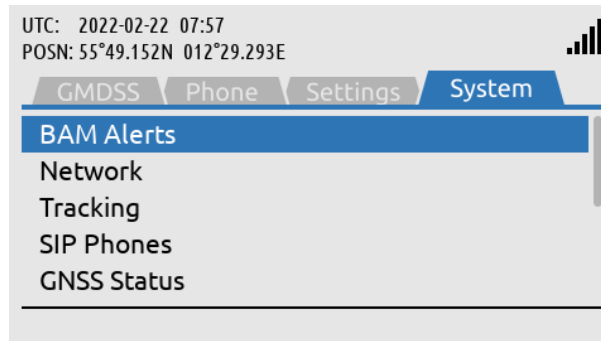 UTC: 2022-02-22 07:57
POSN: 55°49.152N 012°29.293E
GMDSS Phone Settings System
BAM Alerts
Network
Tracking
SIP Phones
GNSS Status